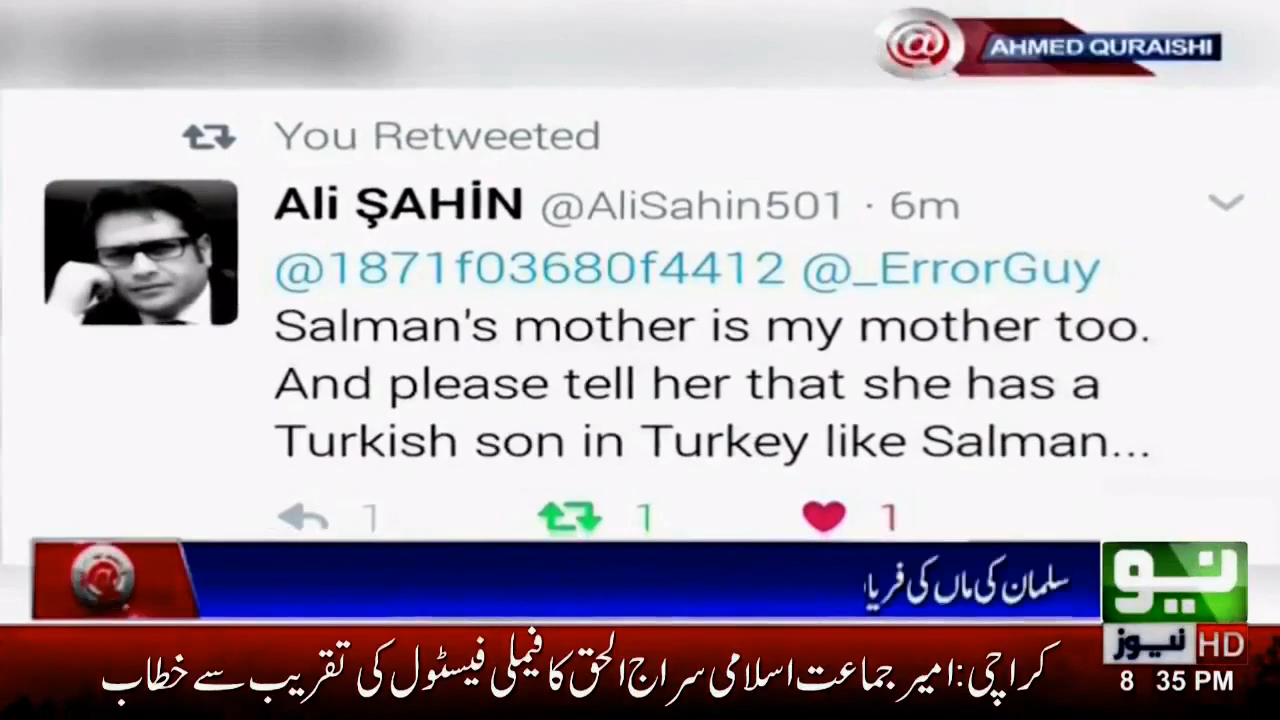 @ AHMED QURAISHI
You Retweeted
Ali ŞAHİN @AliSahin501 · 6m
@1871f03680f4412 @_ErrorGuy
Salman's mother is my mother too.
And please tell her that she has a
Turkish son in Turkey like Salman...
1 1 1
سلمان کی ماں کی فریا
نیو
نیوز HD
کراچی: امیر جماعت اسلامی سراج الحق کا فیملی فیسٹول کی تقریب سے خطاب
8 35 PM